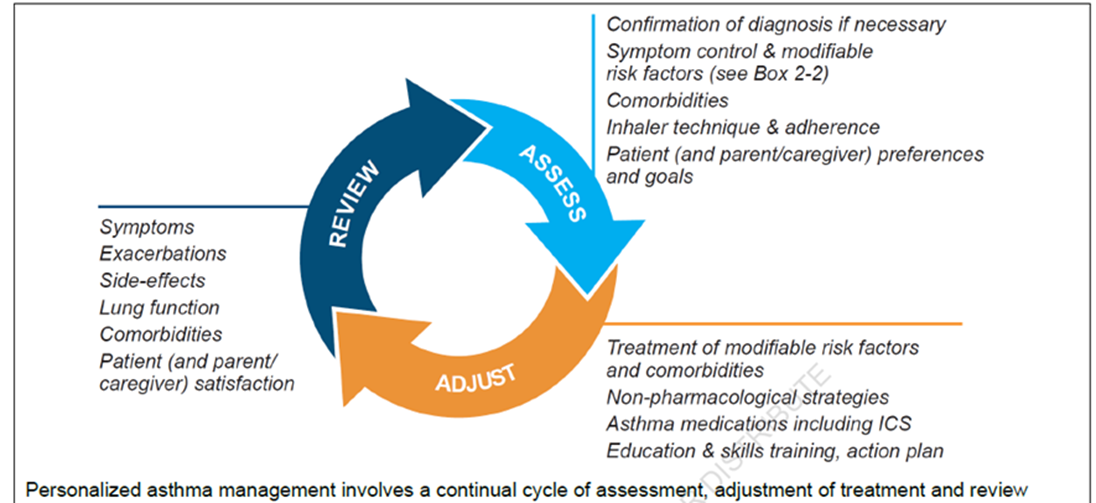 Confirmation of diagnosis if necessary
Symptom control & modifiable
risk factors (see Box 2-2)
Comorbidities
Inhaler technique & adherence
Patient (and parent/caregiver) preferences
and goals
ASSESS
REVIEW
Symptoms
Exacerbations
Side-effects
Lung function
Comorbidities
Patient (and parent/
caregiver) satisfaction
ADJUST
Treatment of modifiable risk factors
and comorbidities
Non-pharmacological strategies
Asthma medications including ICS
Education & skills training, action plan
DISTRIBUTE
Personalized asthma management involves a continual cycle of assessment, adjustment of treatment and review